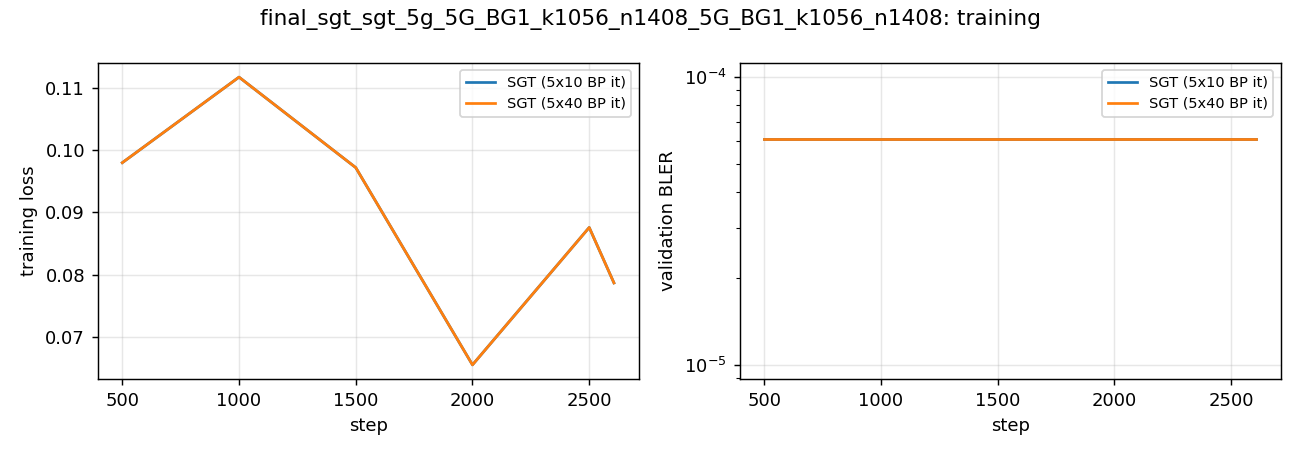 final_sgt_sgt_5g_5G_BG1_k1056_n1408_5G_BG1_k1056_n1408: training
training loss
0.11
0.10
0.09
0.08
0.07
SGT (5x10 BP it)
SGT (5x40 BP it)
500
1000
1500
2000
2500
step
validation BLER
10⁻⁴
10⁻⁵
SGT (5x10 BP it)
SGT (5x40 BP it)
500
1000
1500
2000
2500
step